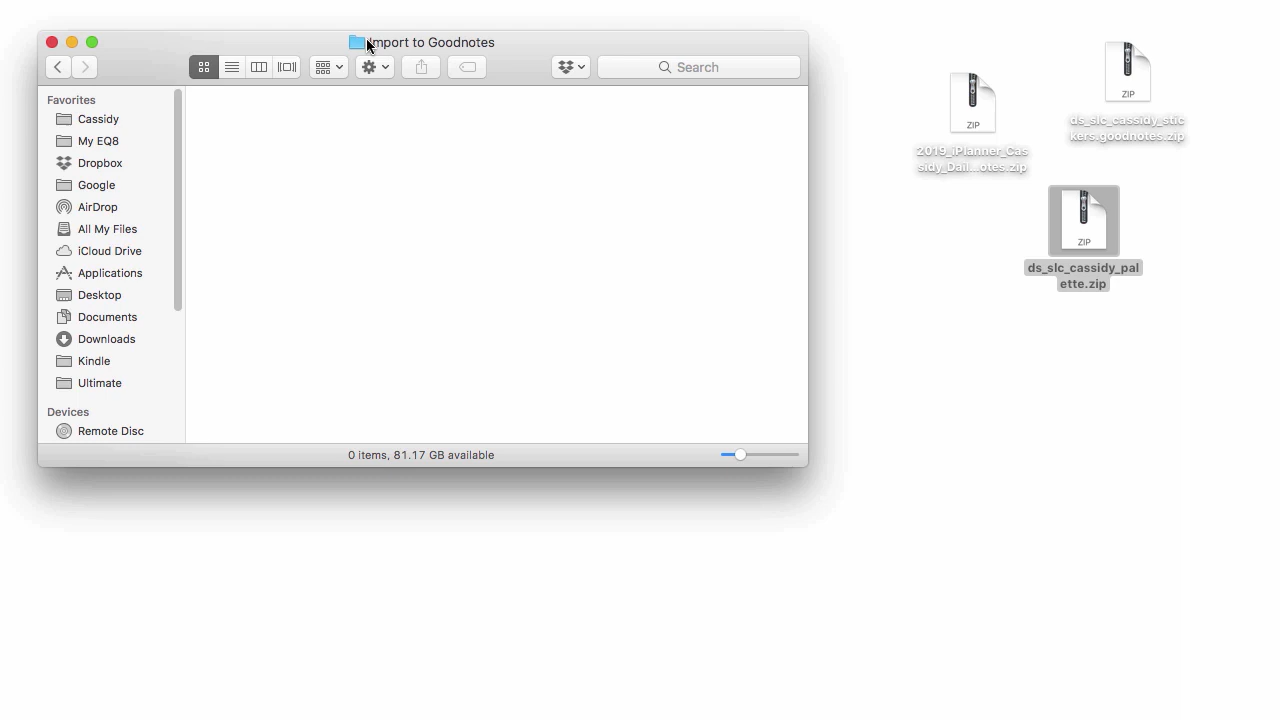 Import to Goodnotes
Search
Favorites
Cassidy
My EQ8
Dropbox
Google
AirDrop
All My Files
iCloud Drive
Applications
Desktop
Documents
Downloads
Kindle
Ultimate
Devices
Remote Disc
0 items, 81.17 GB available
ZIP
2019_iPlanner_Cas
sidy_Dail...otes.zip
ZIP
ds_slc_cassidy_stic
kers.goodnotes.zip
ZIP
ds_slc_cassidy_pal
ette.zip